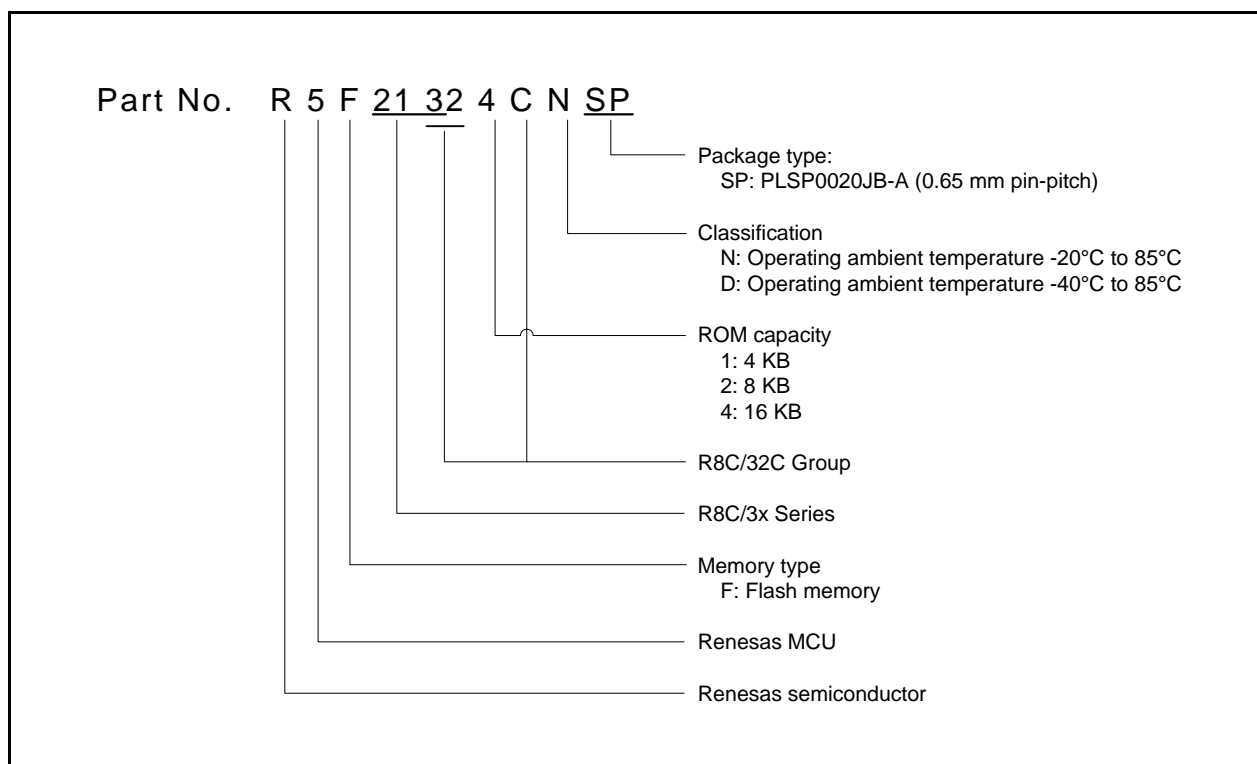 Part No. R 5 F 21 32 4 C N SP
Package type:
SP: PLSP0020JB-A (0.65 mm pin-pitch)
Classification
N: Operating ambient temperature -20°C to 85°C
D: Operating ambient temperature -40°C to 85°C
ROM capacity
1: 4 KB
2: 8 KB
4: 16 KB
R8C/32C Group
R8C/3x Series
Memory type
F: Flash memory
Renesas MCU
Renesas semiconductor